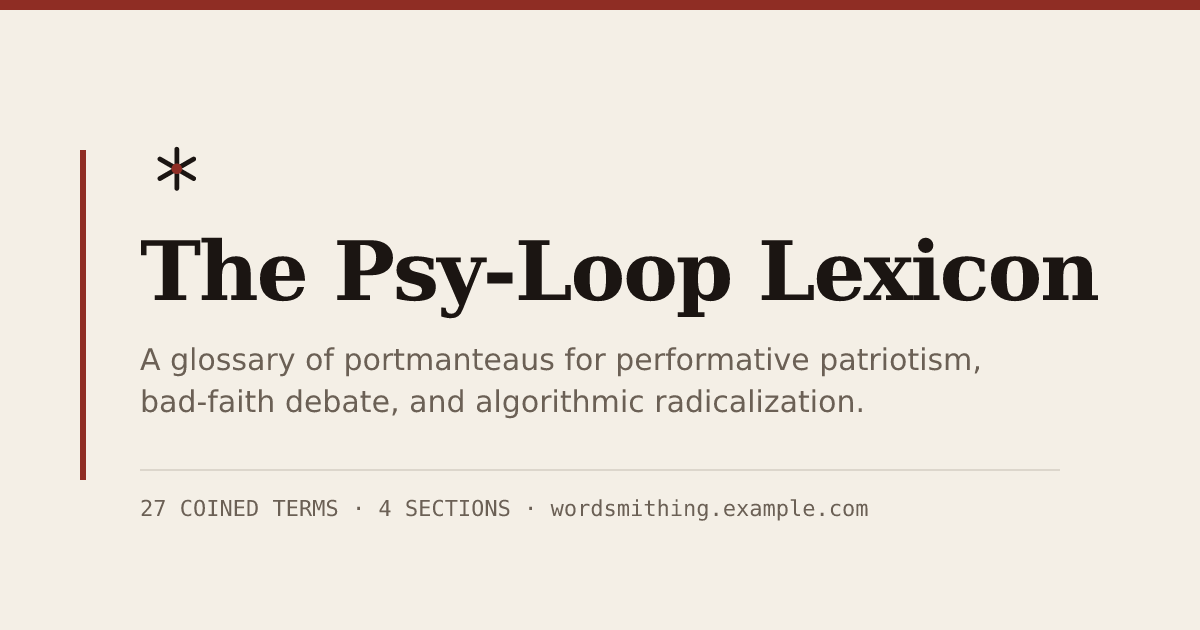 The Psy-Loop Lexicon
A glossary of portmanteaus for performative patriotism,
bad-faith debate, and algorithmic radicalization.
27 COINED TERMS · 4 SECTIONS · wordsmithing.example.com